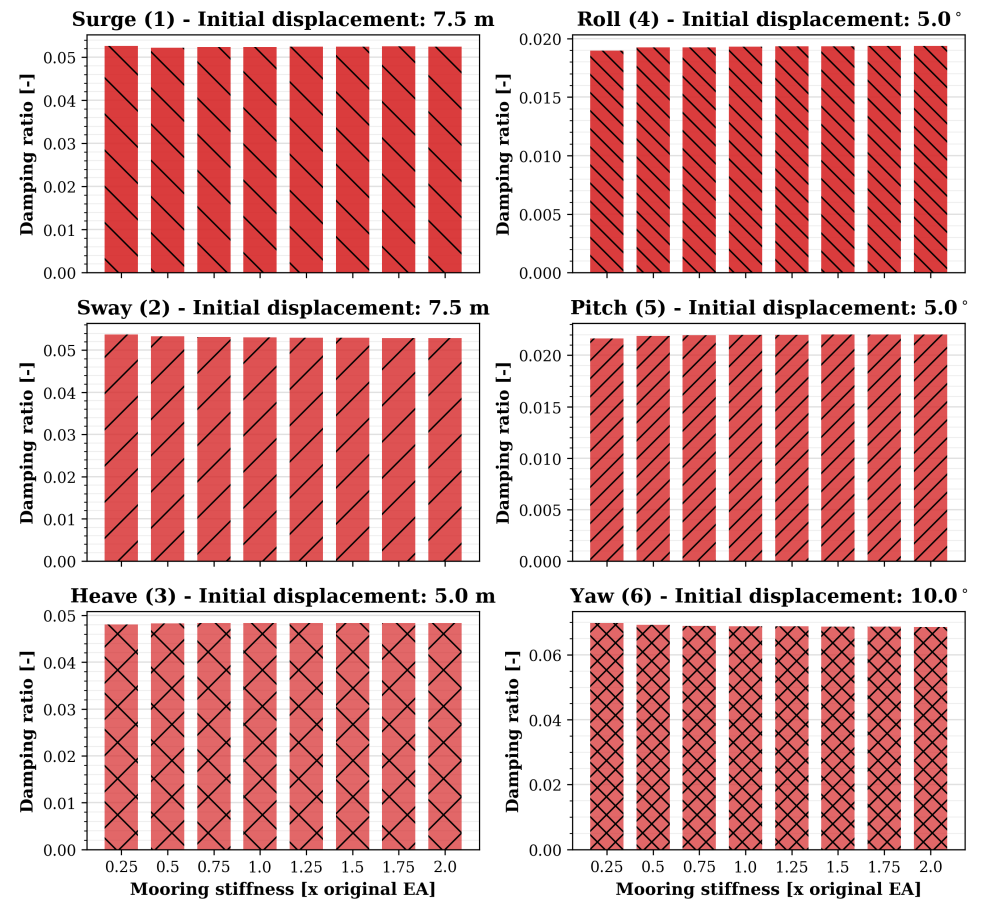 Surge (1) - Initial displacement: 7.5 m
Damping ratio [-]
0.05
0.04
0.03
0.02
0.01
0.00
Roll (4) - Initial displacement: 5.0°
Damping ratio [-]
0.020
0.015
0.010
0.005
0.000
Sway (2) - Initial displacement: 7.5 m
Damping ratio [-]
0.05
0.04
0.03
0.02
0.01
0.00
Pitch (5) - Initial displacement: 5.0°
Damping ratio [-]
0.020
0.015
0.010
0.005
0.000
Heave (3) - Initial displacement: 5.0 m
Damping ratio [-]
0.05
0.04
0.03
0.02
0.01
0.00
0.25 0.5 0.75 1.0 1.25 1.5 1.75 2.0
Mooring stiffness [x original EA]
Yaw (6) - Initial displacement: 10.0°
Damping ratio [-]
0.06
0.04
0.02
0.00
0.25 0.5 0.75 1.0 1.25 1.5 1.75 2.0
Mooring stiffness [x original EA]